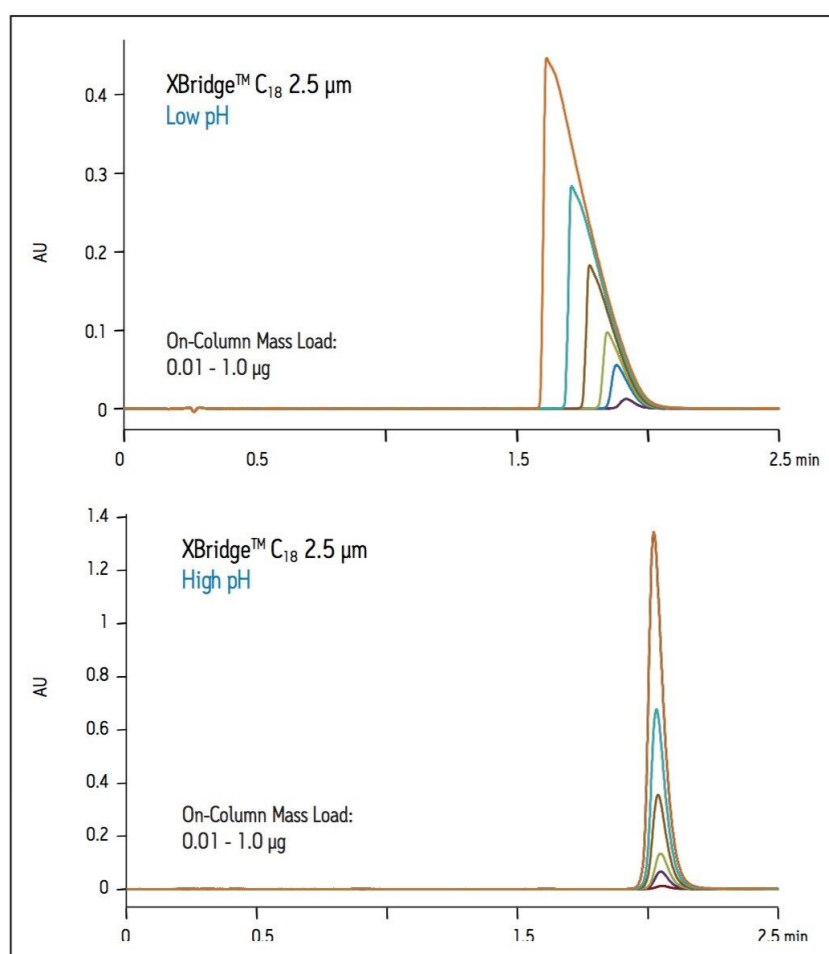 XBridge™ C₁₈ 2.5 µm
Low pH
0.4
0.3
0.2
0.1
0
AU
On-Column Mass Load:
0.01 - 1.0 µg
0 0.5 1.5 2.5 min
1.4
1.2
1
0.8
0.6
0.4
0.2
0
AU
XBridge™ C₁₈ 2.5 µm
High pH
On-Column Mass Load:
0.01 - 1.0 µg
0 0.5 1.5 2.5 min